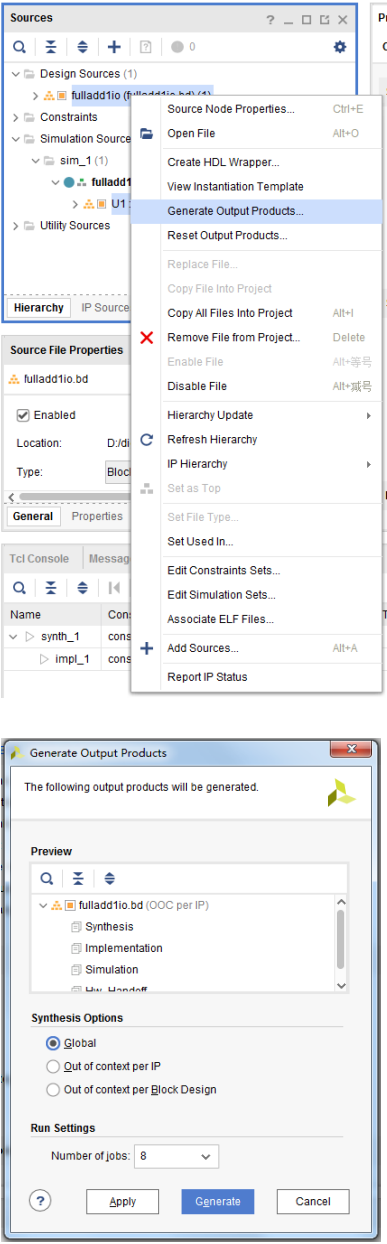 Sources
? _ □ X
0
Design Sources (1)
fulladd1io (fulladd1io.bd) (1)
Constraints
Simulation Source
sim_1 (1)
fulladd1
U1
Utility Sources
Hierarchy IP Source
Source File Properties
fulladd1io.bd
Enabled
Location: D:/di
Type: Bloc
General Properties
Tcl Console Messag
Name Con
synth_1 cons
impl_1 cons
Source Node Properties... Ctrl+E
Open File Alt+O
Create HDL Wrapper...
View Instantiation Template
Generate Output Products...
Reset Output Products...
Replace File...
Copy File Into Project
Copy All Files Into Project Alt+I
Remove File from Project... Delete
Enable File Alt+等号
Disable File Alt+减号
Hierarchy Update
Refresh Hierarchy
IP Hierarchy
Set as Top
Set File Type...
Set Used In...
Edit Constraints Sets...
Edit Simulation Sets...
Associate ELF Files...
Add Sources... Alt+A
Report IP Status
Generate Output Products
The following output products will be generated.
Preview
fulladd1io.bd (OOC per IP)
Synthesis
Implementation
Simulation
Hw_Handoff
Synthesis Options
Global
Out of context per IP
Out of context per Block Design
Run Settings
Number of jobs: 8
? Apply Generate Cancel